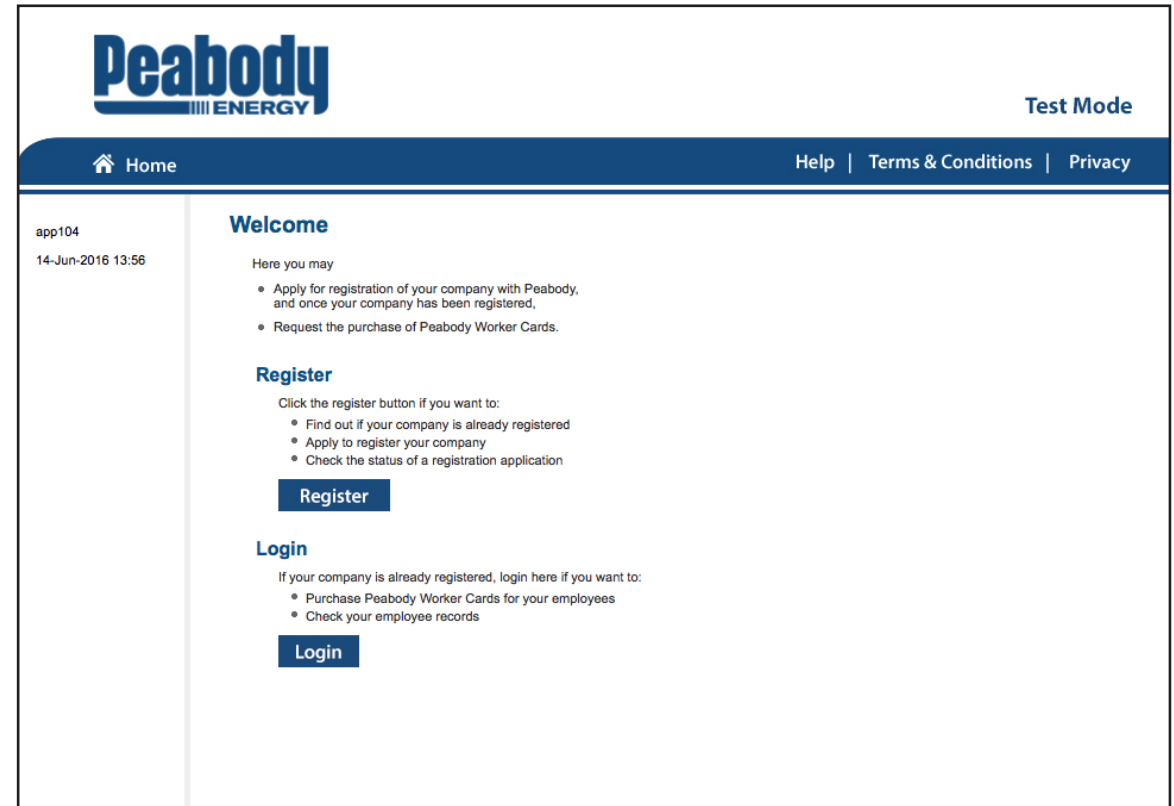 Peabody
ENERGY
Test Mode
Home
Help | Terms & Conditions | Privacy
app104
14-Jun-2016 13:56
Welcome
Here you may
• Apply for registration of your company with Peabody,
and once your company has been registered,
• Request the purchase of Peabody Worker Cards.
Register
Click the register button if you want to:
• Find out if your company is already registered
• Apply to register your company
• Check the status of a registration application
Register
Login
If your company is already registered, login here if you want to:
• Purchase Peabody Worker Cards for your employees
• Check your employee records
Login